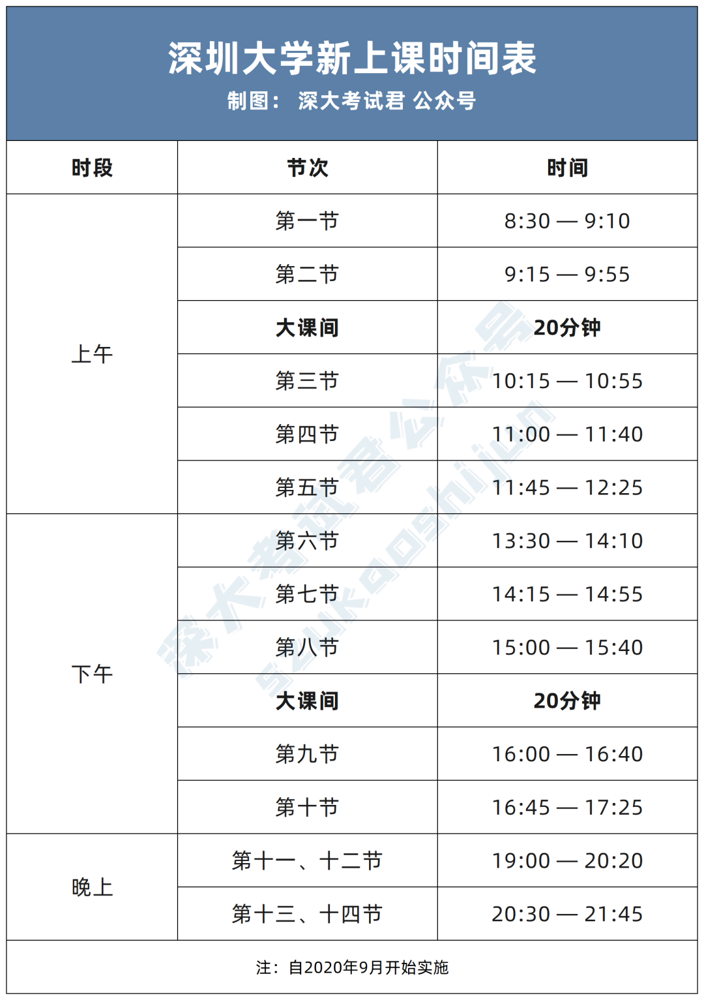 深圳大学新上课时间表
制图： 深大考试君 公众号
时段 节次 时间
上午
第一节 8:30 — 9:10
第二节 9:15 — 9:55
大课间 20分钟
第三节 10:15 — 10:55
第四节 11:00 — 11:40
第五节 11:45 — 12:25
下午
第六节 13:30 — 14:10
第七节 14:15 — 14:55
第八节 15:00 — 15:40
大课间 20分钟
第九节 16:00 — 16:40
第十节 16:45 — 17:25
晚上
第十一、十二节 19:00 — 20:20
第十三、十四节 20:30 — 21:45
注：自2020年9月开始实施
深大考试君公众号
szukaoshijun